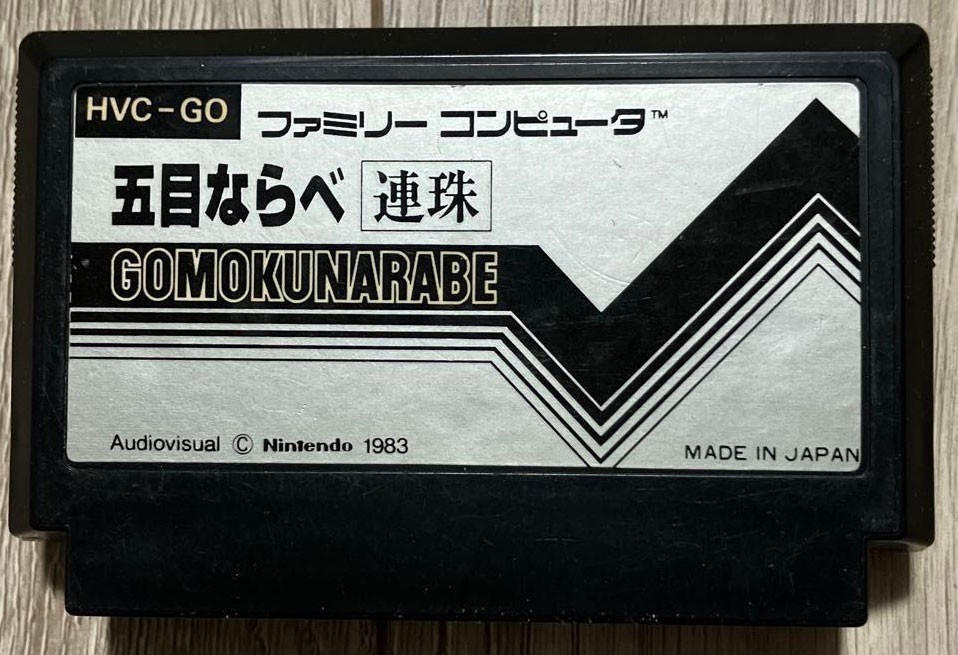 HVC-GO
ファミリーコンピュータ™
五目ならべ 連珠
GOMOKUNARABE
Audiovisual © Nintendo 1983
MADE IN JAPAN